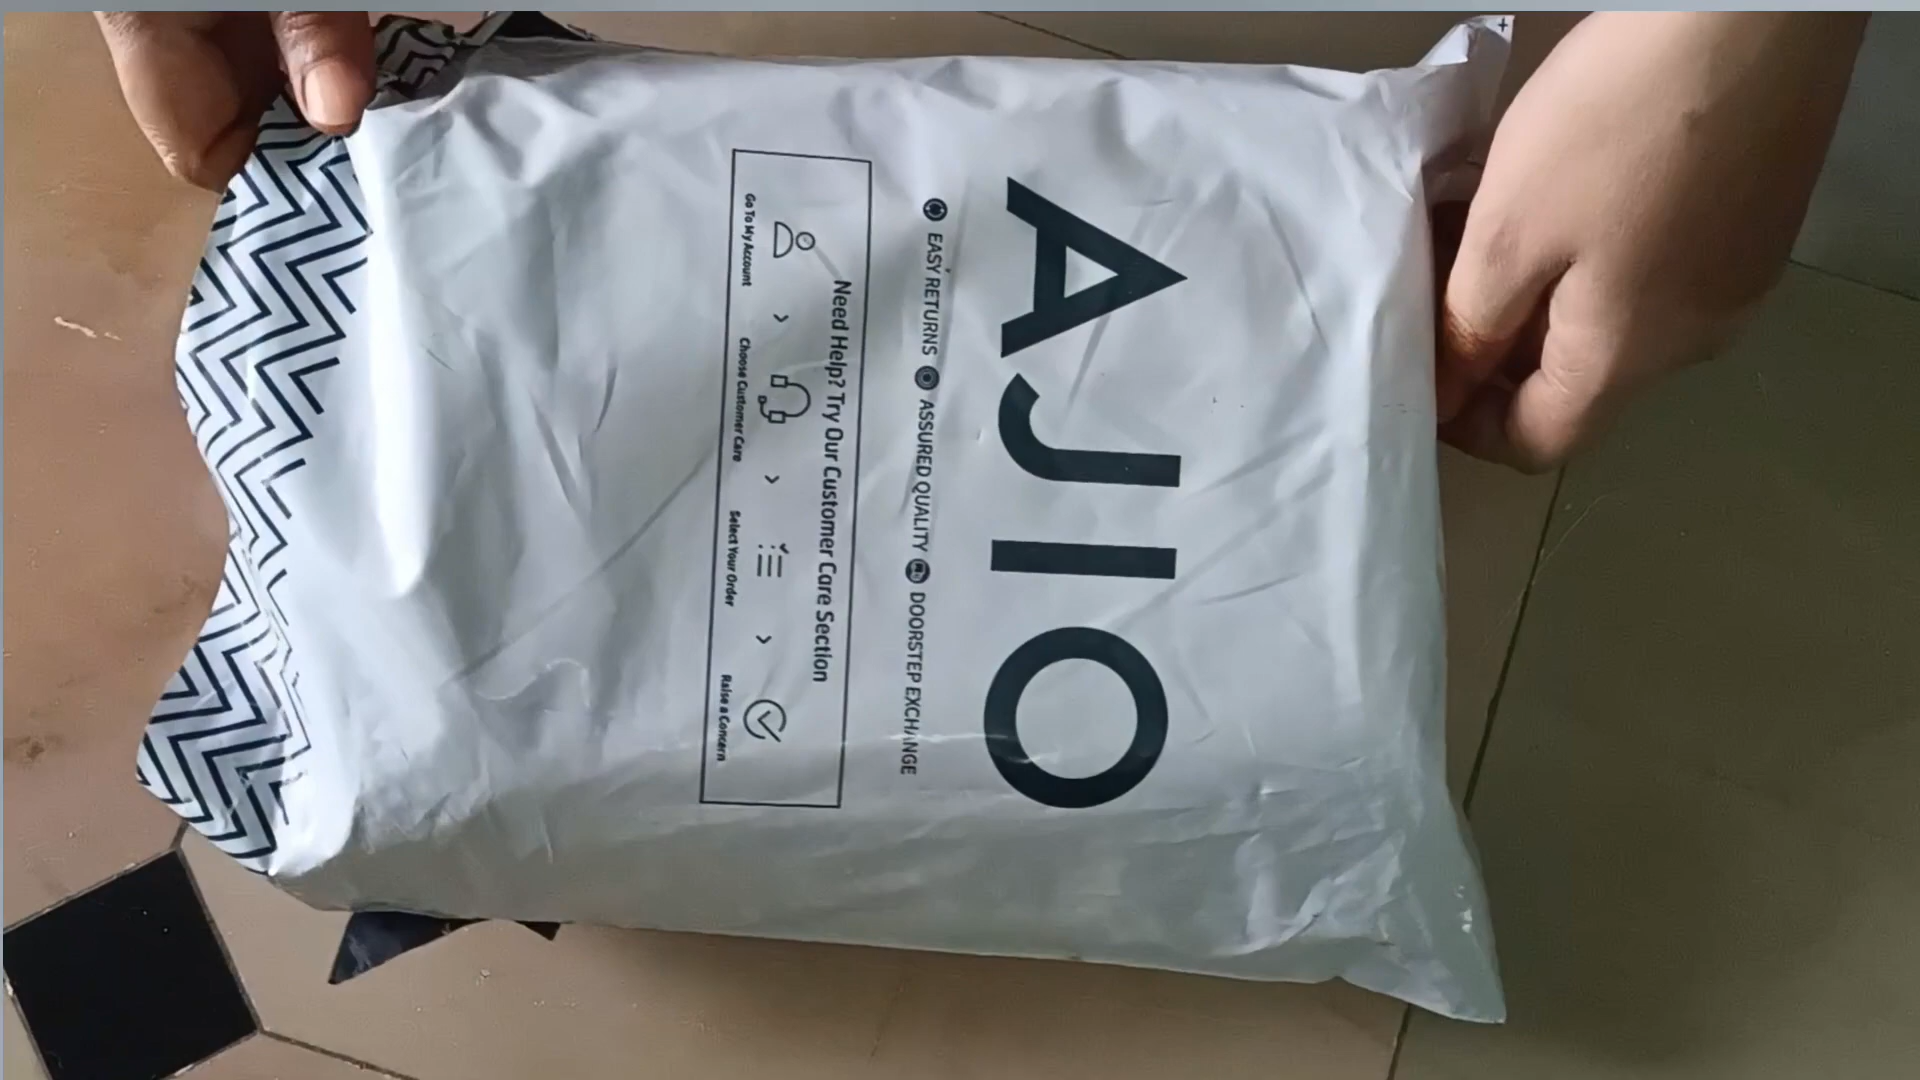 AJIO
EASY RETURNS ASSURED QUALITY DOORSTEP EXCHANGE
Need Help? Try Our Customer Care Section
Go To My Account > Choose Customer Care > Select Your Order > Raise a Concern